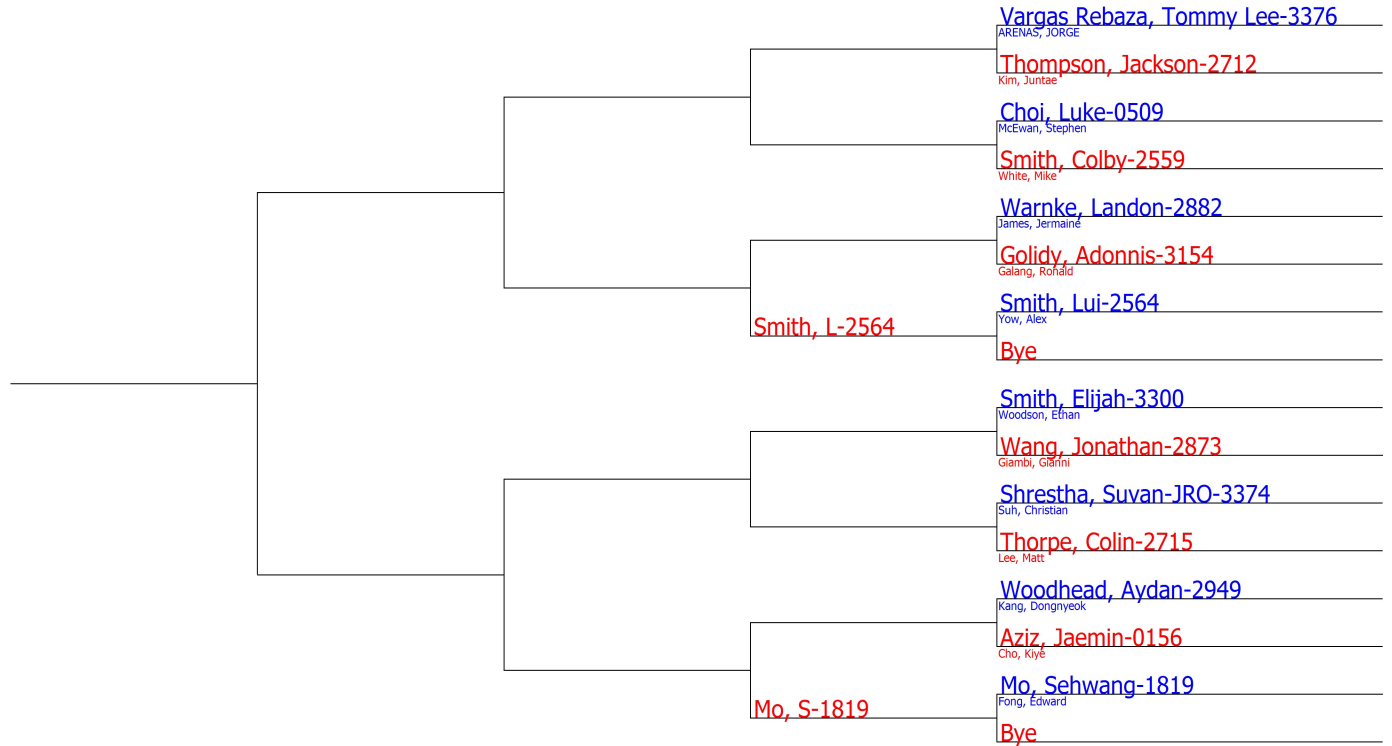 Vargas Rebaza, Tommy Lee-3376
ARENAS, JORGE
Thompson, Jackson-2712
Kim, Juntae
Choi, Luke-0509
McEwan, Stephen
Smith, Colby-2559
White, Mike
Warnke, Landon-2882
James, Jermaine
Golidy, Adonnis-3154
Galang, Ronald
Smith, Lui-2564
Yow, Alex
Smith, L-2564
Bye
Smith, Elijah-3300
Woodson, Ethan
Wang, Jonathan-2873
Giambi, Gianni
Shrestha, Suvan-JRO-3374
Suh, Christian
Thorpe, Colin-2715
Lee, Matt
Woodhead, Aydan-2949
Kang, Dongnyeok
Aziz, Jaemin-0156
Cho, Kiye
Mo, Sehwang-1819
Fong, Edward
Mo, S-1819
Bye